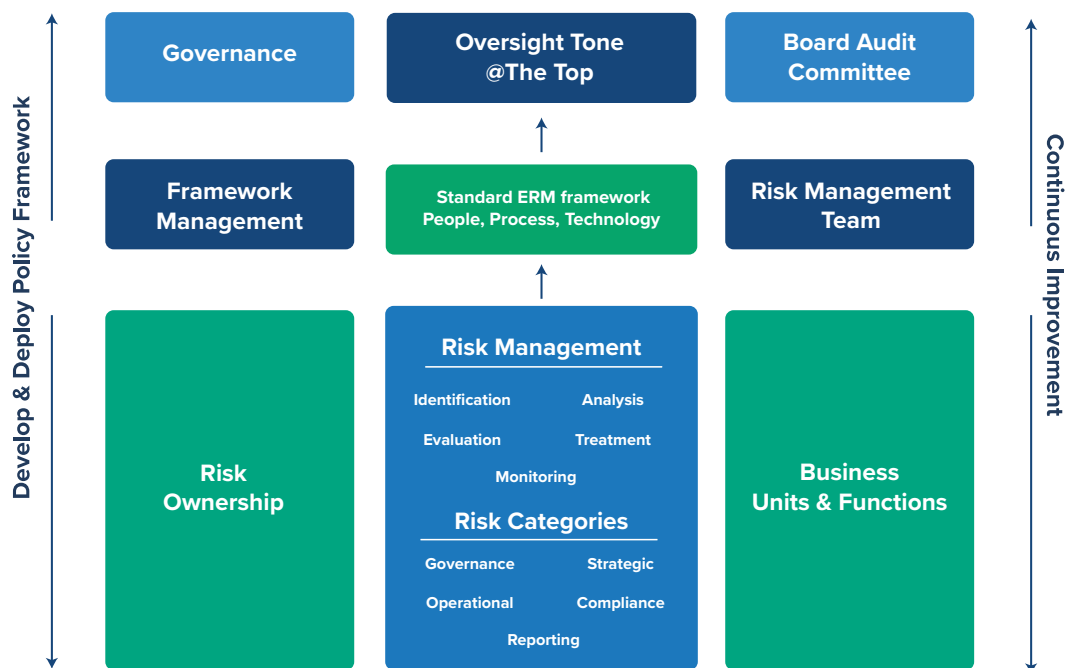 Governance
Oversight Tone
@The Top
Board Audit
Committee
Develop & Deploy Policy Framework
Continuous Improvement
Framework
Management
Standard ERM framework
People, Process, Technology
Risk Management
Team
Risk
Ownership
Risk Management
Identification
Analysis
Evaluation
Treatment
Monitoring
Risk Categories
Governance
Strategic
Operational
Compliance
Reporting
Business
Units & Functions